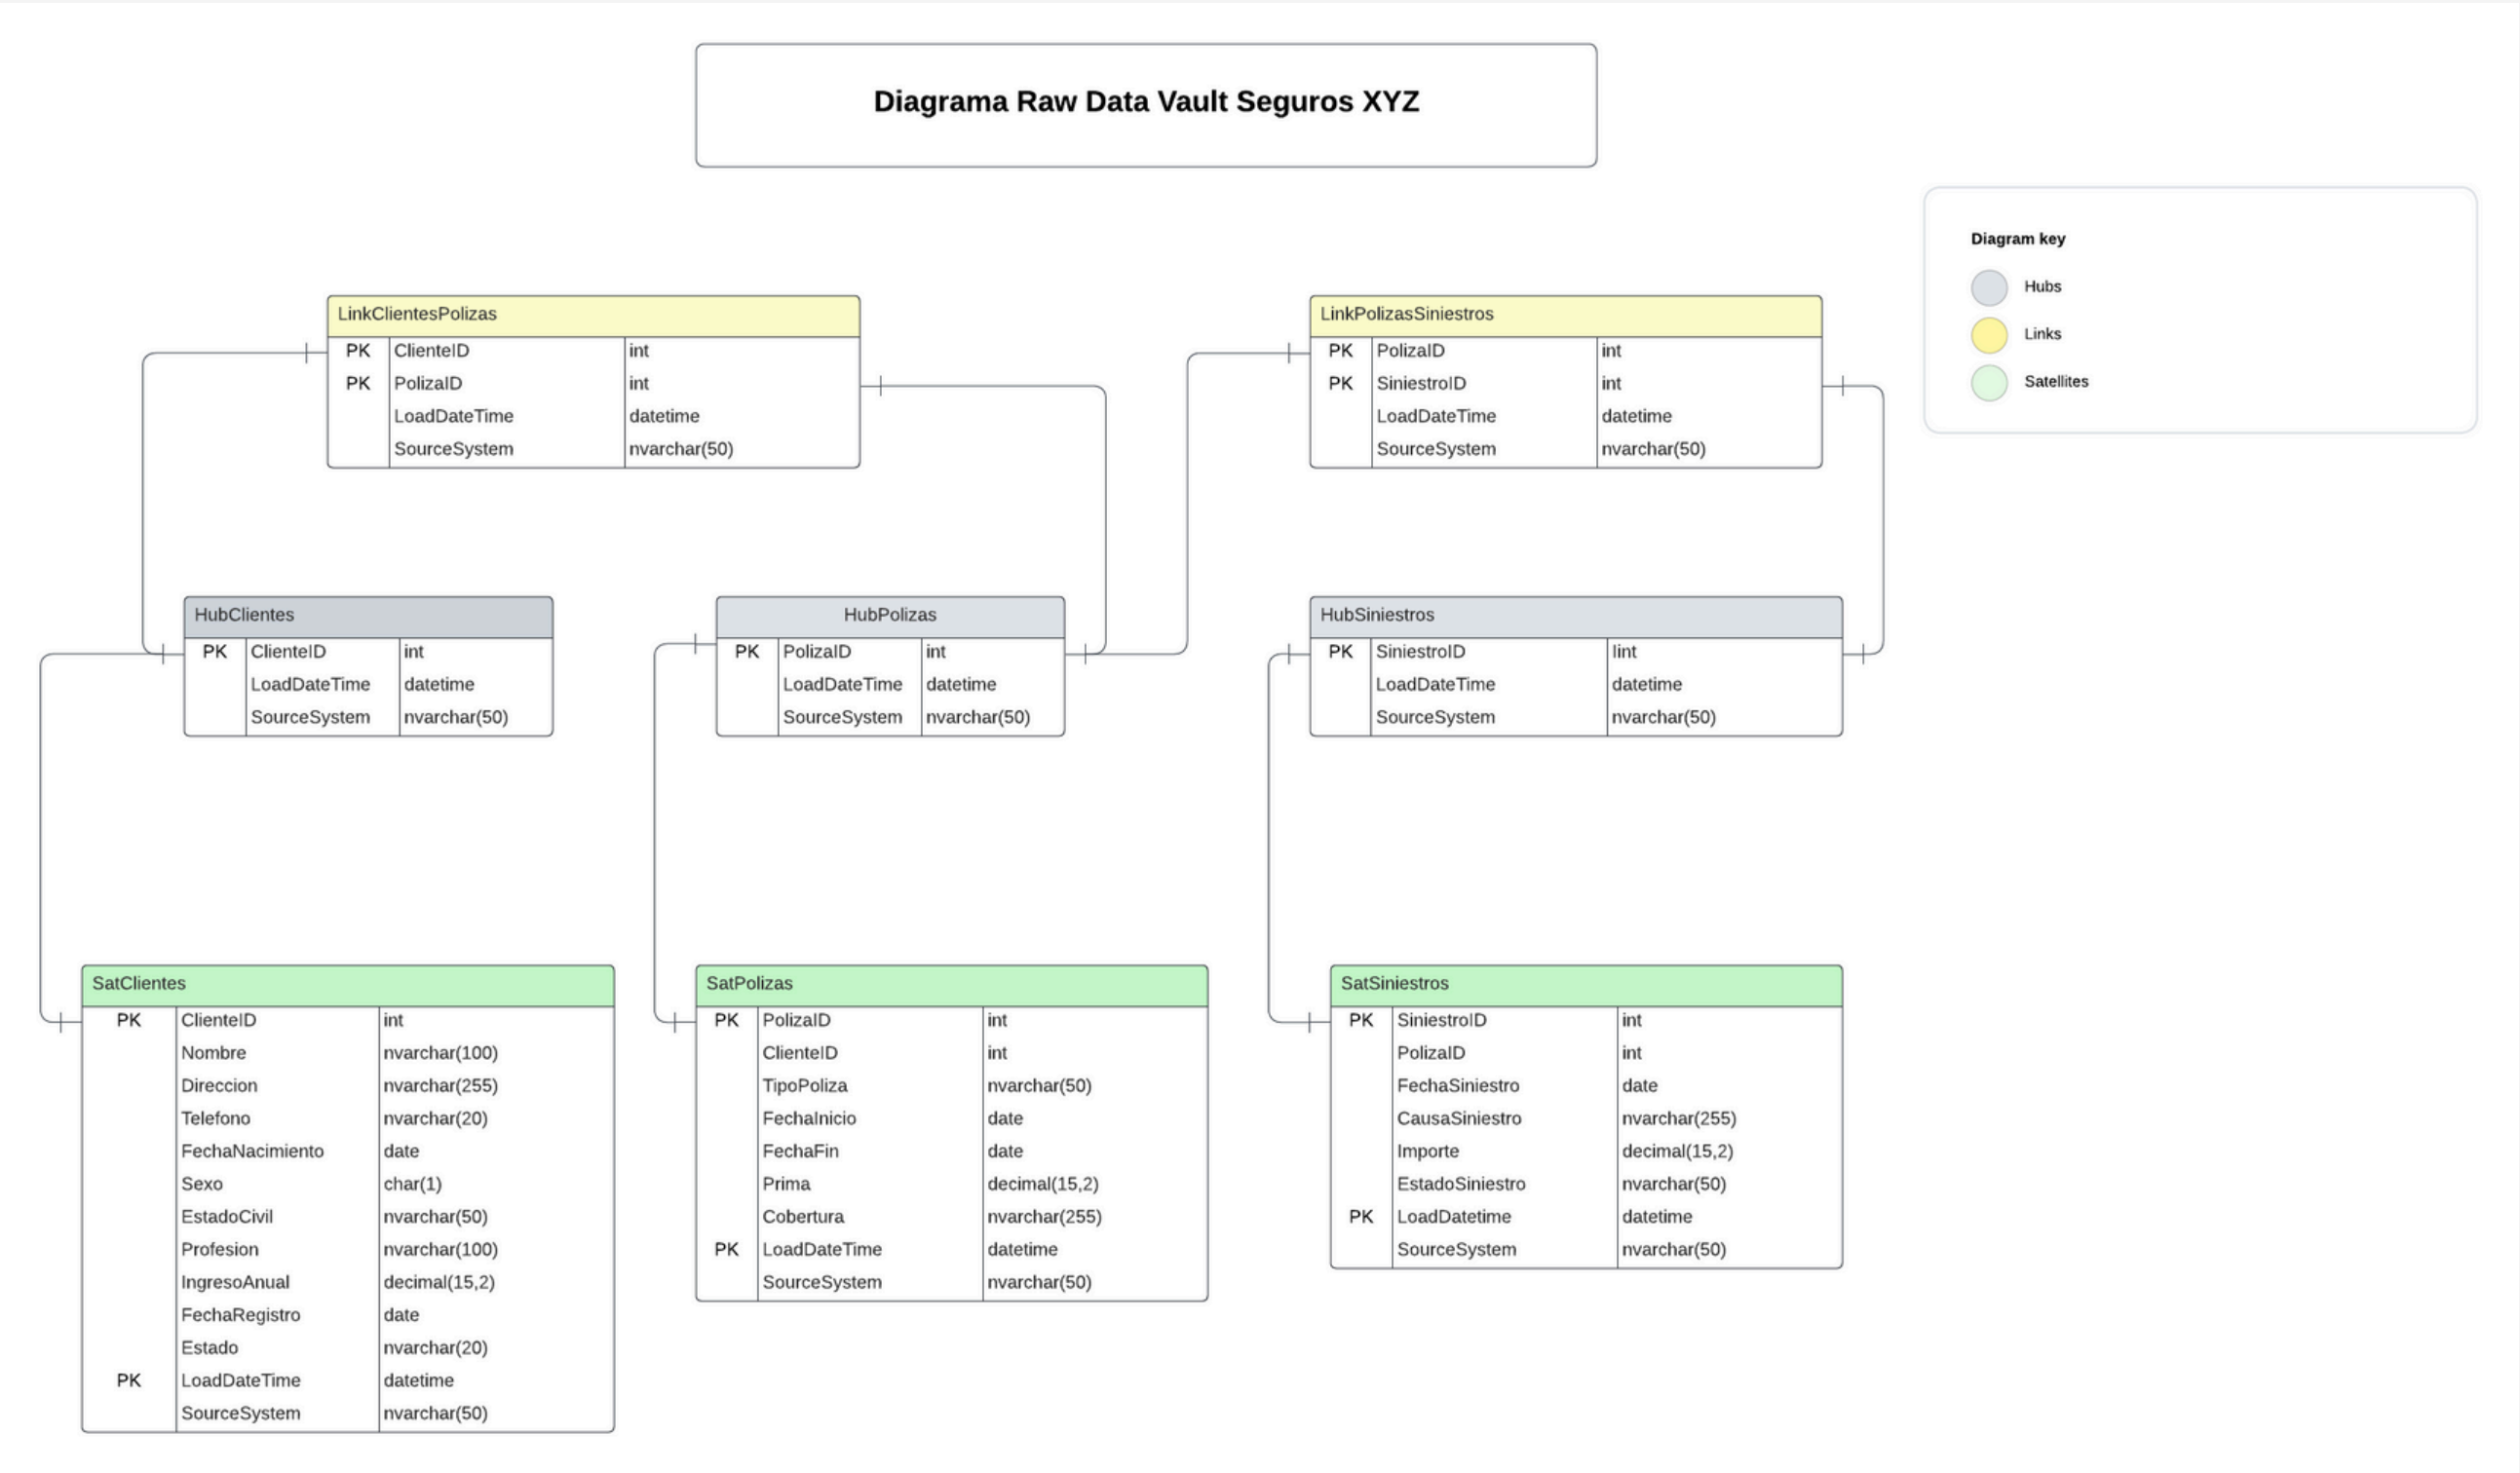 Diagrama Raw Data Vault Seguros XYZ
Diagram key
Hubs
Links
Satellites
LinkClientesPolizas
PK ClienteID int
PK PolizaID int
LoadDateTime datetime
SourceSystem nvarchar(50)
LinkPolizasSiniestros
PK PolizaID int
PK SiniestroID int
LoadDateTime datetime
SourceSystem nvarchar(50)
HubClientes
PK ClienteID int
LoadDateTime datetime
SourceSystem nvarchar(50)
HubPolizas
PK PolizaID int
LoadDateTime datetime
SourceSystem nvarchar(50)
HubSiniestros
PK SiniestroID Iint
LoadDateTime datetime
SourceSystem nvarchar(50)
SatClientes
PK ClienteID int
Nombre nvarchar(100)
Direccion nvarchar(255)
Telefono nvarchar(20)
FechaNacimiento date
Sexo char(1)
EstadoCivil nvarchar(50)
Profesion nvarchar(100)
IngresoAnual decimal(15,2)
FechaRegistro date
Estado nvarchar(20)
PK LoadDateTime datetime
SourceSystem nvarchar(50)
SatPolizas
PK PolizaID int
ClienteID int
TipoPoliza nvarchar(50)
FechaInicio date
FechaFin date
Prima decimal(15,2)
Cobertura nvarchar(255)
PK LoadDateTime datetime
SourceSystem nvarchar(50)
SatSiniestros
PK SiniestroID int
PolizaID int
FechaSiniestro date
CausaSiniestro nvarchar(255)
Importe decimal(15,2)
EstadoSiniestro nvarchar(50)
PK LoadDatetime datetime
SourceSystem nvarchar(50)